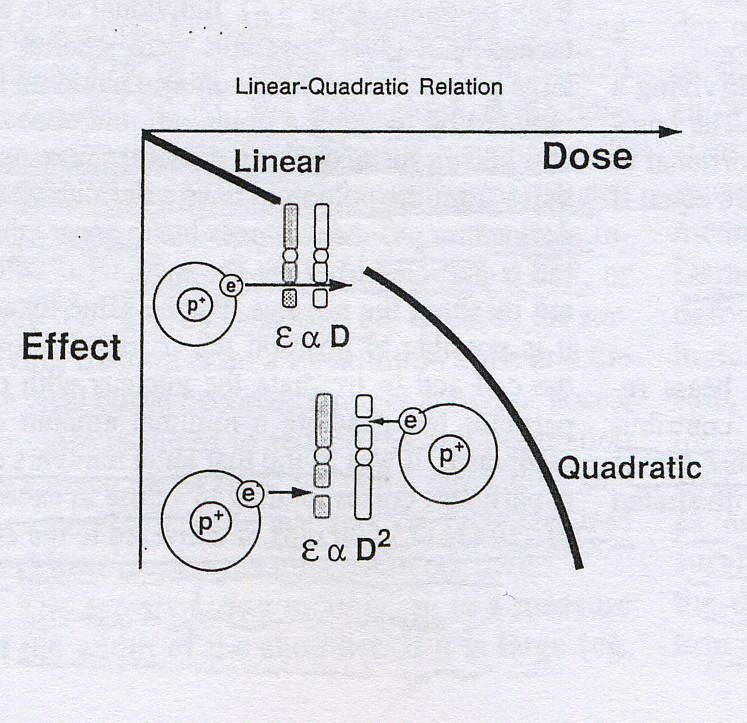 Linear-Quadratic Relation
Dose
Linear
e⁻
p⁺
Ɛ α D
Effect
e⁻
p⁺
Quadratic
e⁻
p⁺
Ɛ α D²